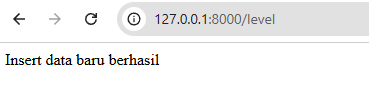 127.0.0.1:8000/level
Insert data baru berhasil